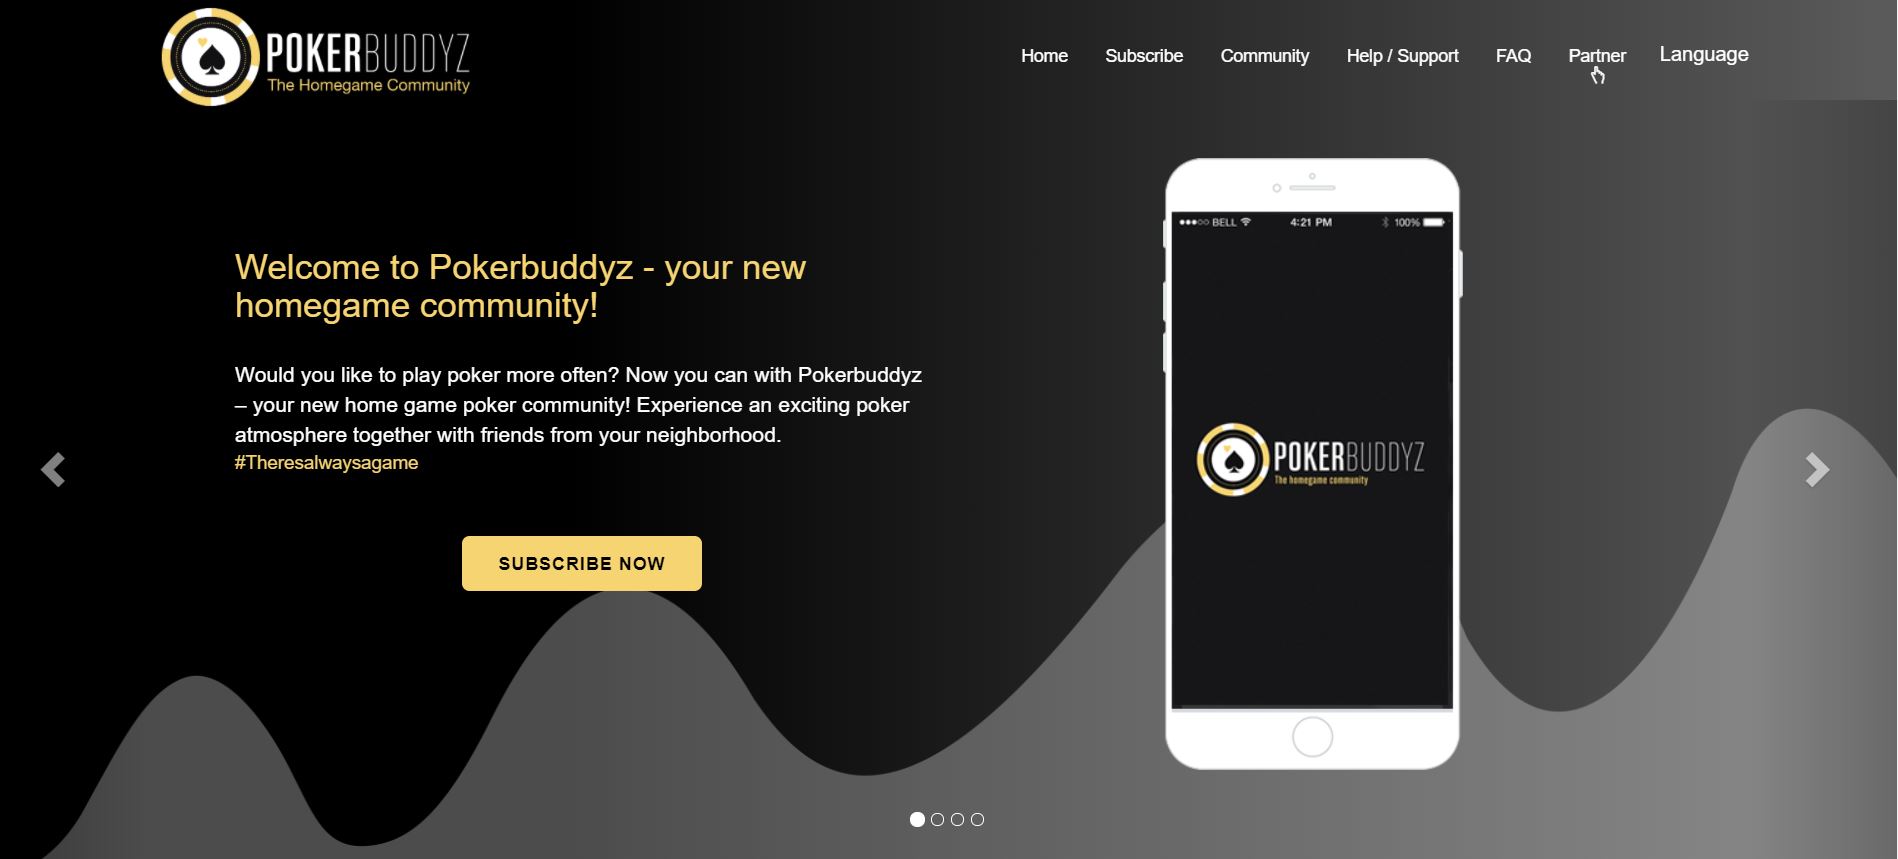 POKERBUDDYZ
The Homegame Community
Home Subscribe Community Help / Support FAQ Partner Language
Welcome to Pokerbuddyz - your new
homegame community!
Would you like to play poker more often? Now you can with Pokerbuddyz
– your new home game poker community! Experience an exciting poker
atmosphere together with friends from your neighborhood.
#Theresalwaysagame
SUBSCRIBE NOW
BELL 4:21 PM 100%
POKERBUDDYZ
The homegame community